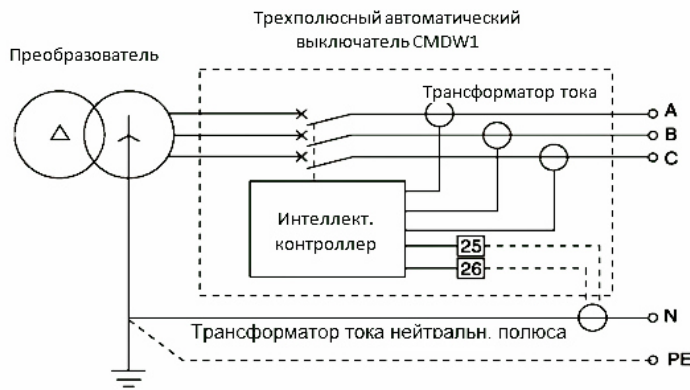 Трехполюсный автоматический
выключатель CMDW1
Преобразователь
Трансформатор тока
A
B
C
Интеллект.
контроллер
25
26
N
Трансформатор тока нейтральн. полюса
PE